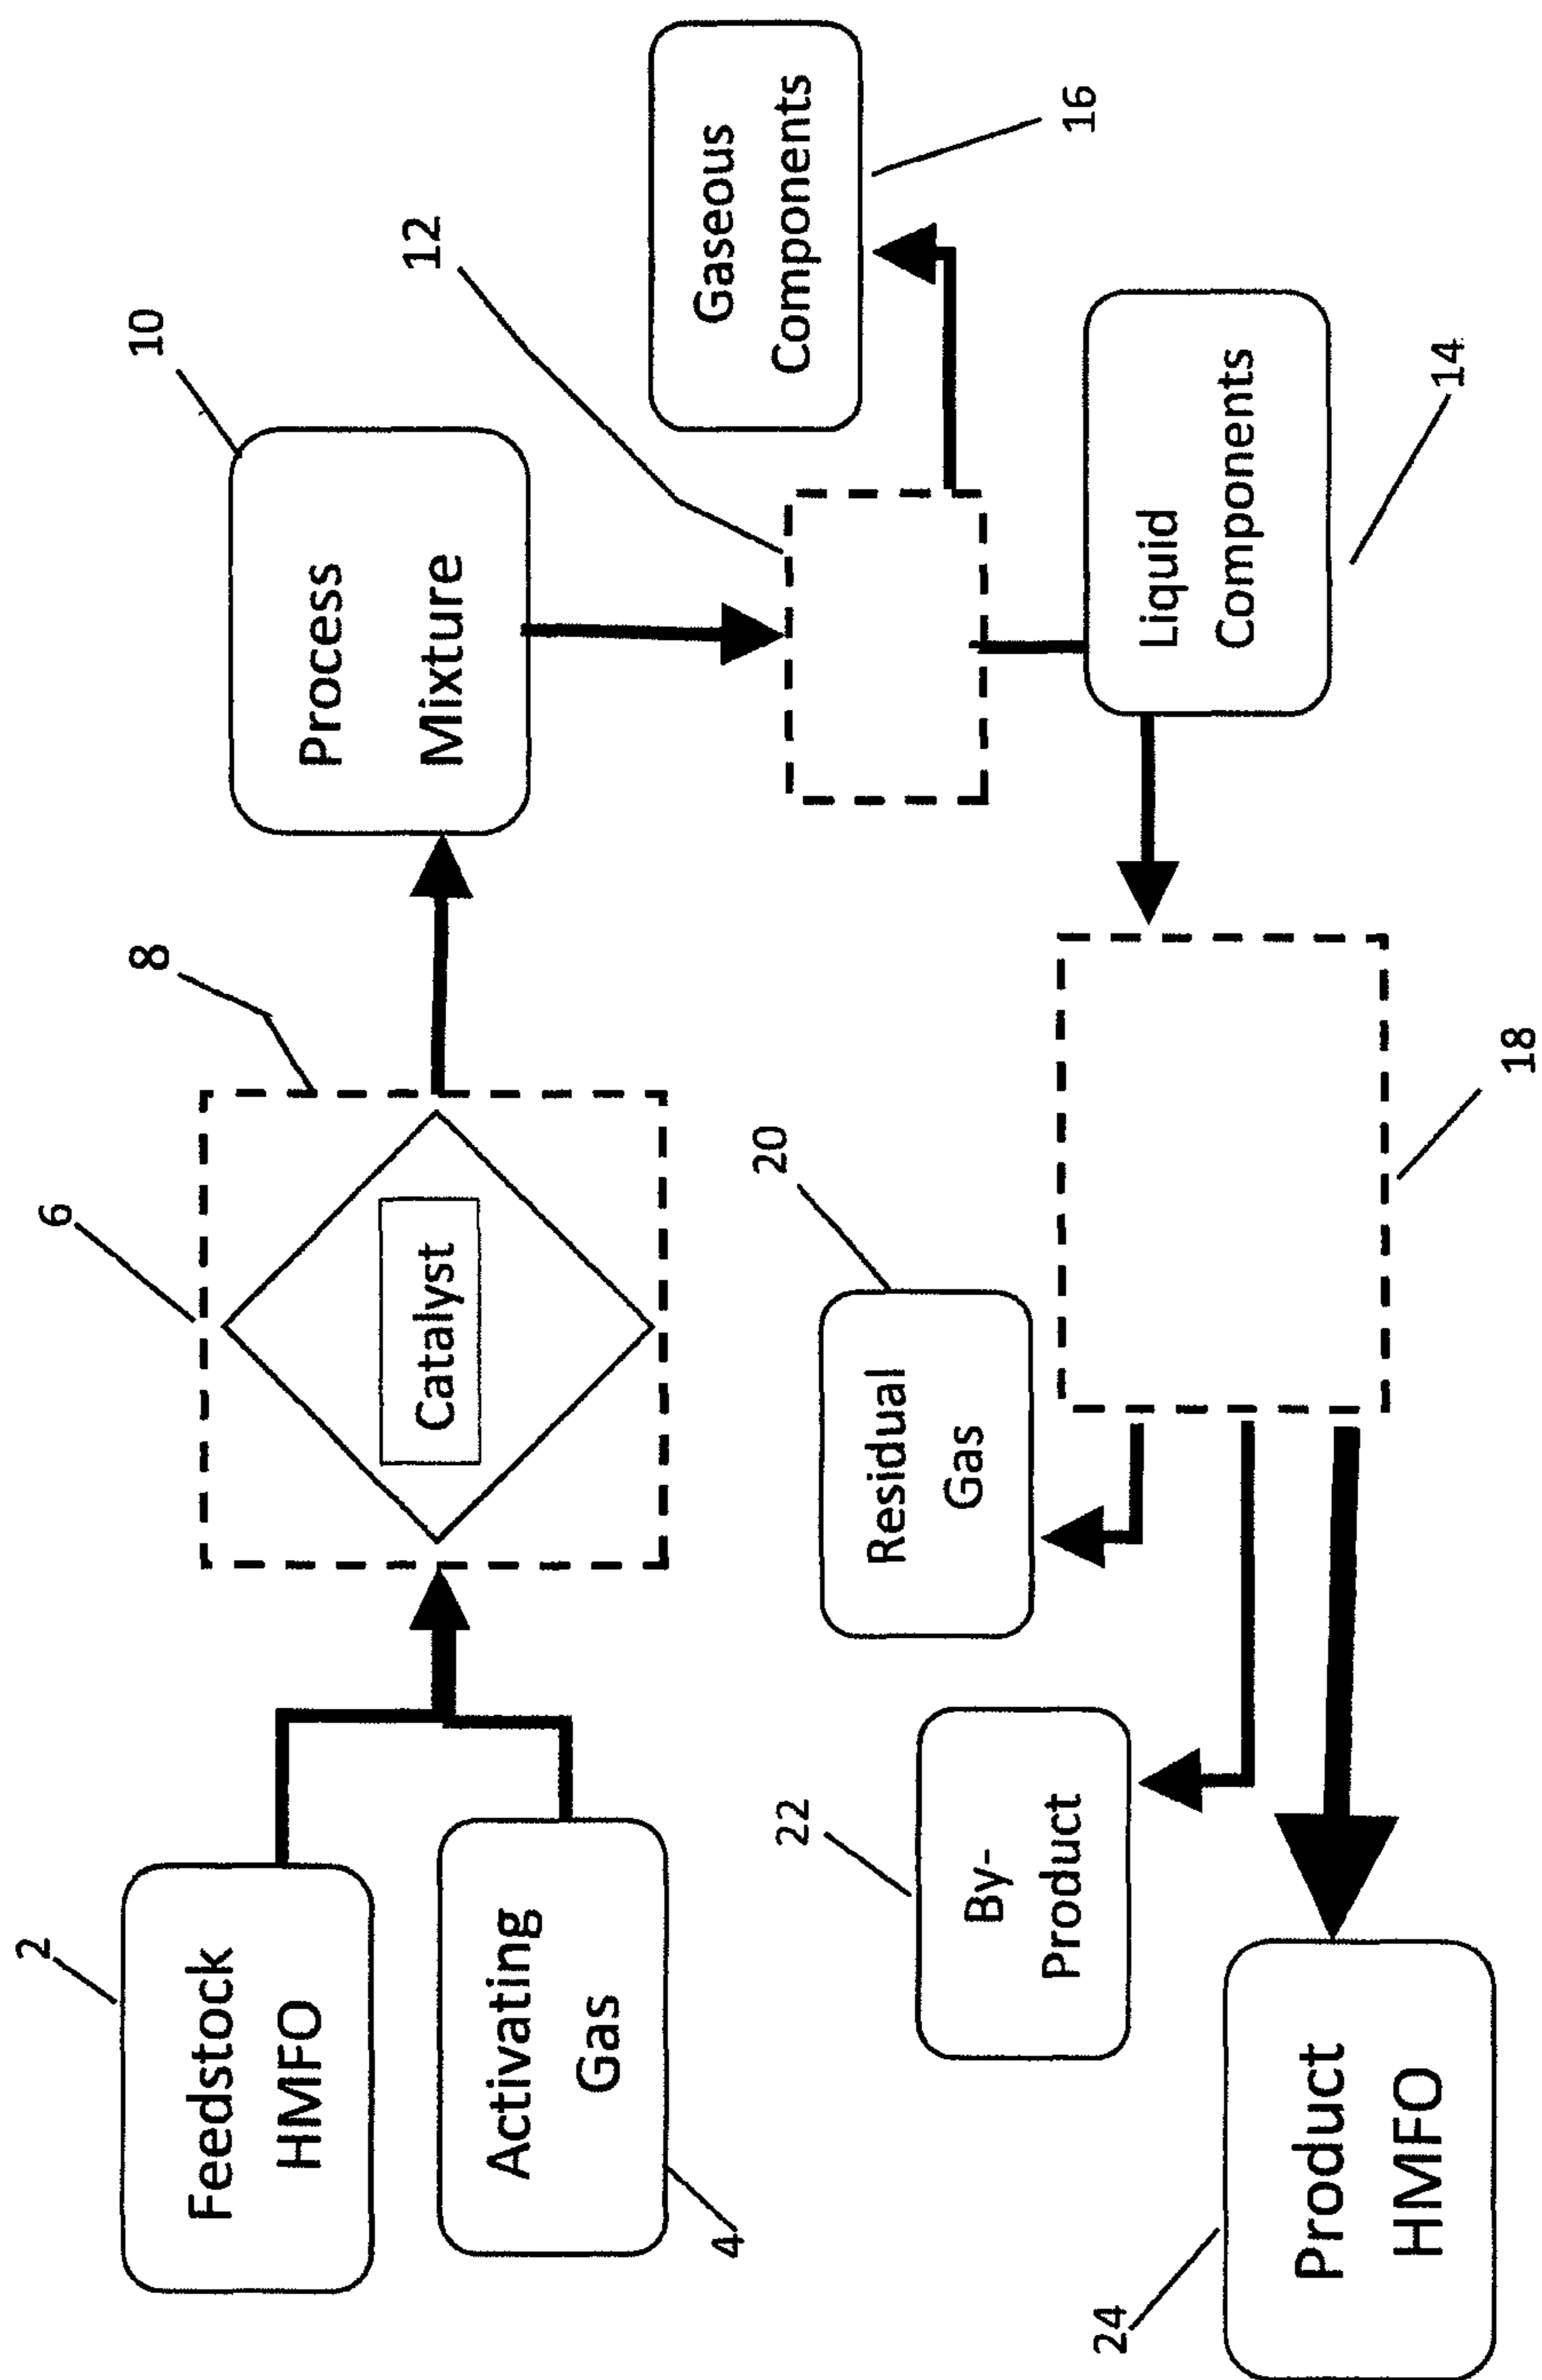 2
Feedstock
HMFO
Activating
Gas
4
6
Catalyst
8
10
Process
Mixture
12
Gaseous
Components
16
Liquid
Components
14
18
20
Residual
Gas
22
By-
Product
24
Product
HMFO